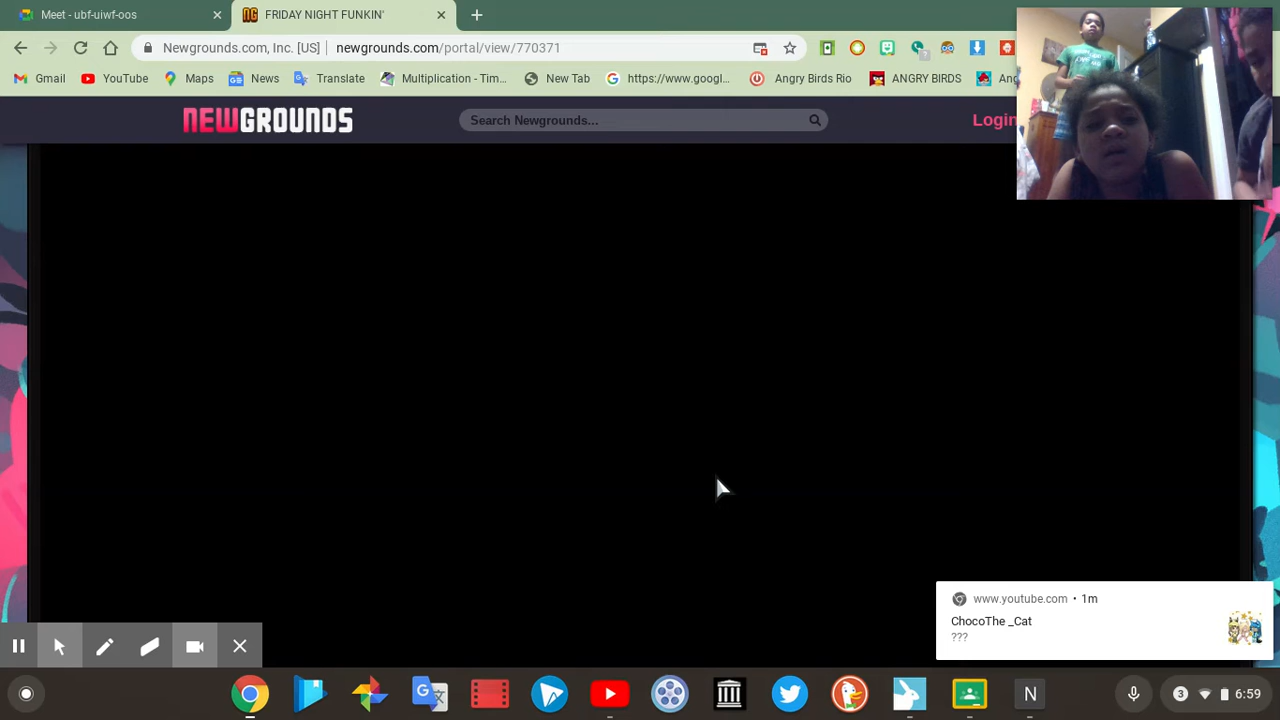 Meet - ubf-uiwf-oos
FRIDAY NIGHT FUNKIN'
Newgrounds.com, Inc. [US]
newgrounds.com/portal/view/770371
Gmail
YouTube
Maps
News
Translate
Multiplication - Tim...
New Tab
https://www.googl...
Angry Birds Rio
ANGRY BIRDS
NEWGROUNDS
Search Newgrounds...
Login
www.youtube.com • 1m
ChocoThe _Cat
???
N
3
6:59